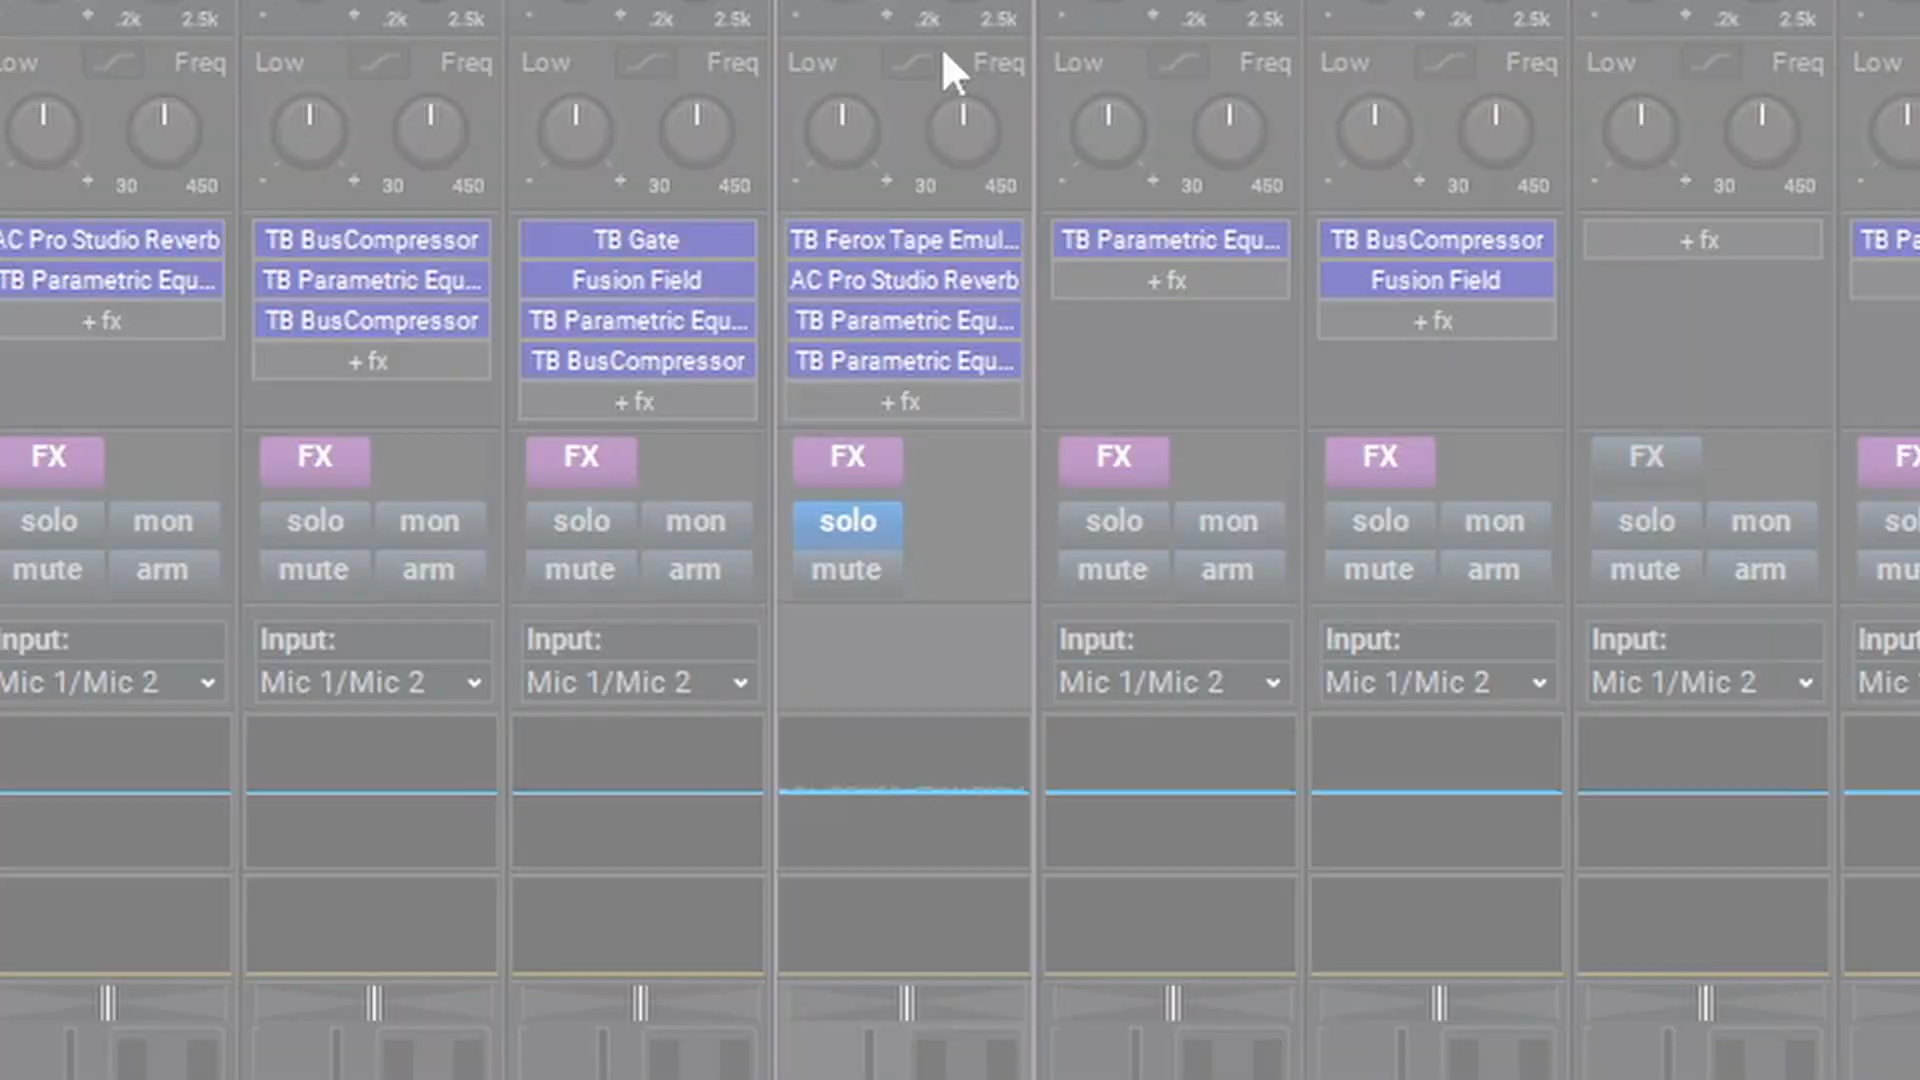 - + .2k 2.5k - + .2k 2.5k - + .2k 2.5k - + .2k 2.5k - + .2k 2.5k - + .2k 2.5k - + .2k 2.5k -
Low Freq Low Freq Low Freq Low Freq Low Freq Low Freq Low Freq Low
- + 30 450 - + 30 450 - + 30 450 - + 30 450 - + 30 450 - + 30 450 - + 30 450 -
AC Pro Studio Reverb TB BusCompressor TB Gate TB Ferox Tape Emul... TB Parametric Equ... TB BusCompressor + fx TB Pa
TB Parametric Equ... TB Parametric Equ... Fusion Field AC Pro Studio Reverb + fx Fusion Field
+ fx TB BusCompressor TB Parametric Equ... TB Parametric Equ... + fx
+ fx TB BusCompressor TB Parametric Equ...
+ fx + fx
FX FX FX FX FX FX FX FX
solo mon solo mon solo mon solo solo mon solo mon solo mon so
mute arm mute arm mute arm mute mute arm mute arm mute arm mu
Input: Input: Input: Input: Input: Input: Input
Mic 1/Mic 2 Mic 1/Mic 2 Mic 1/Mic 2 Mic 1/Mic 2 Mic 1/Mic 2 Mic 1/Mic 2 Mic